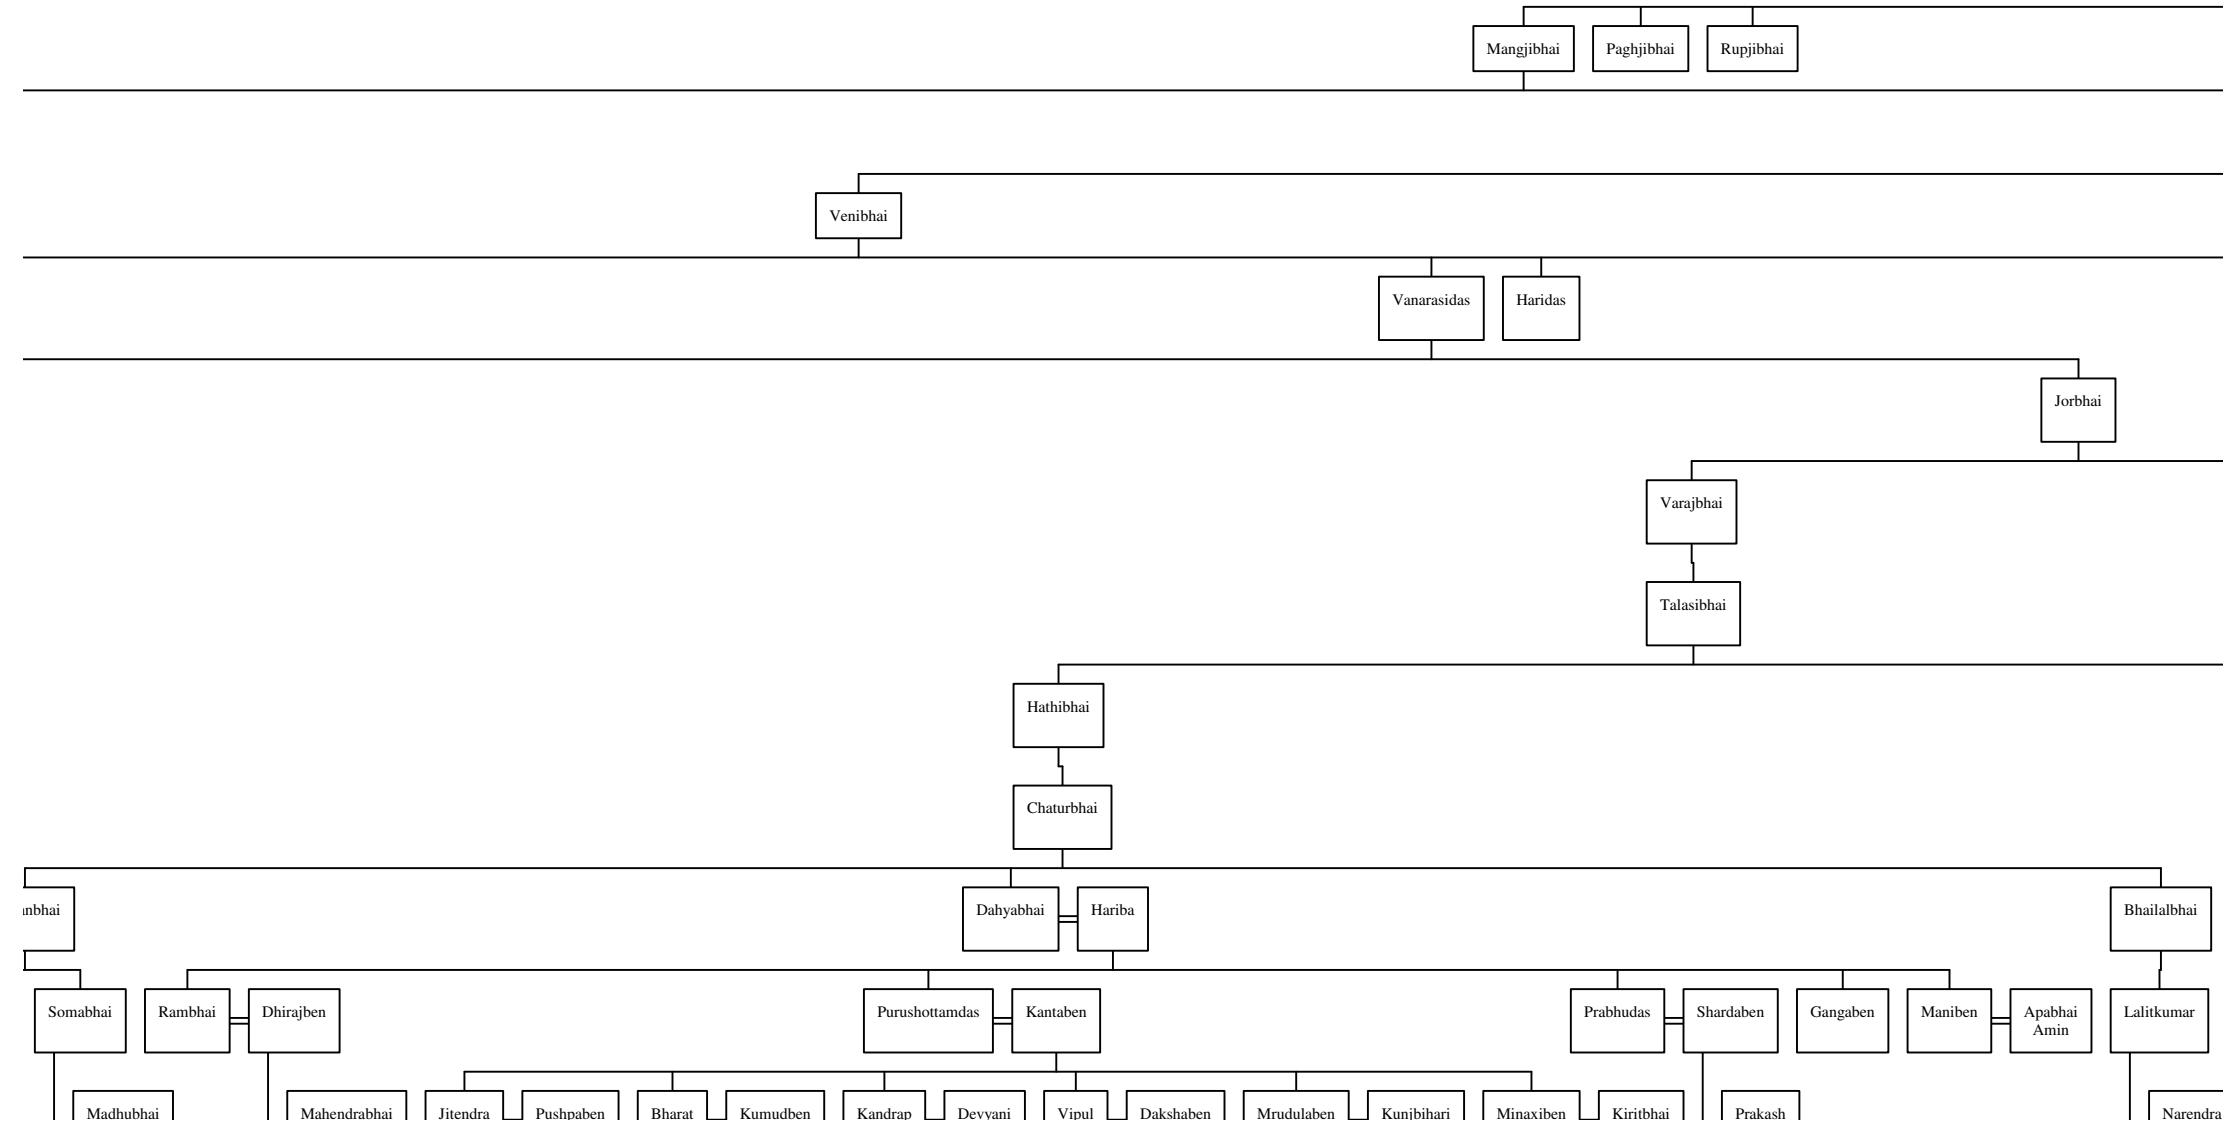 Mangjibhai Paghjibhai Rupjibhai
Venibhai
Vanarasidas Haridas
Jorbhai
Varajbhai
Talasibhai
Hathibhai
Chaturbhai
nbhai Dahyabhai Hariba Bhailalbhai
Somabhai Rambhai Dhirajben Purushottamdas Kantaben Prabhudas Shardaben Gangaben Maniben Apabhai Lalitkumar
Amin
Madhubhai Mahendrabhai Jitendra Pushpaben Bharat Kumudben Kandrap Devyani Vipul Dakshaben Mrudulaben Kunjbihari Minaxiben Kiritbhai Prakash Narendra